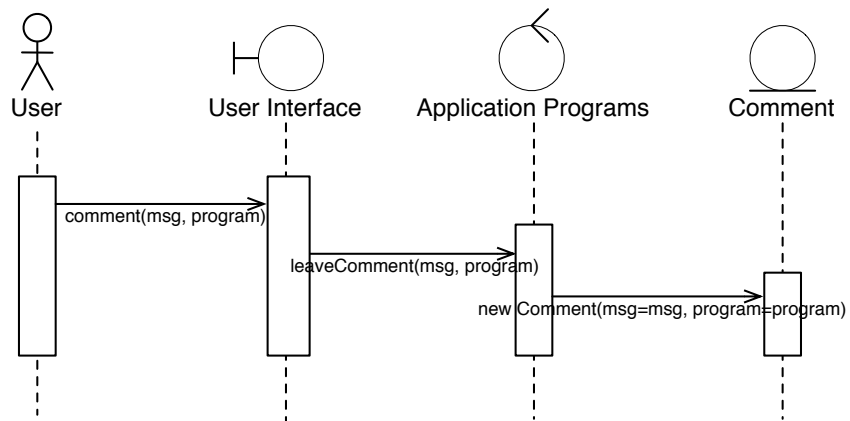 User
User Interface
Application Programs
Comment
comment(msg, program)
leaveComment(msg, program)
new Comment(msg=msg, program=program)